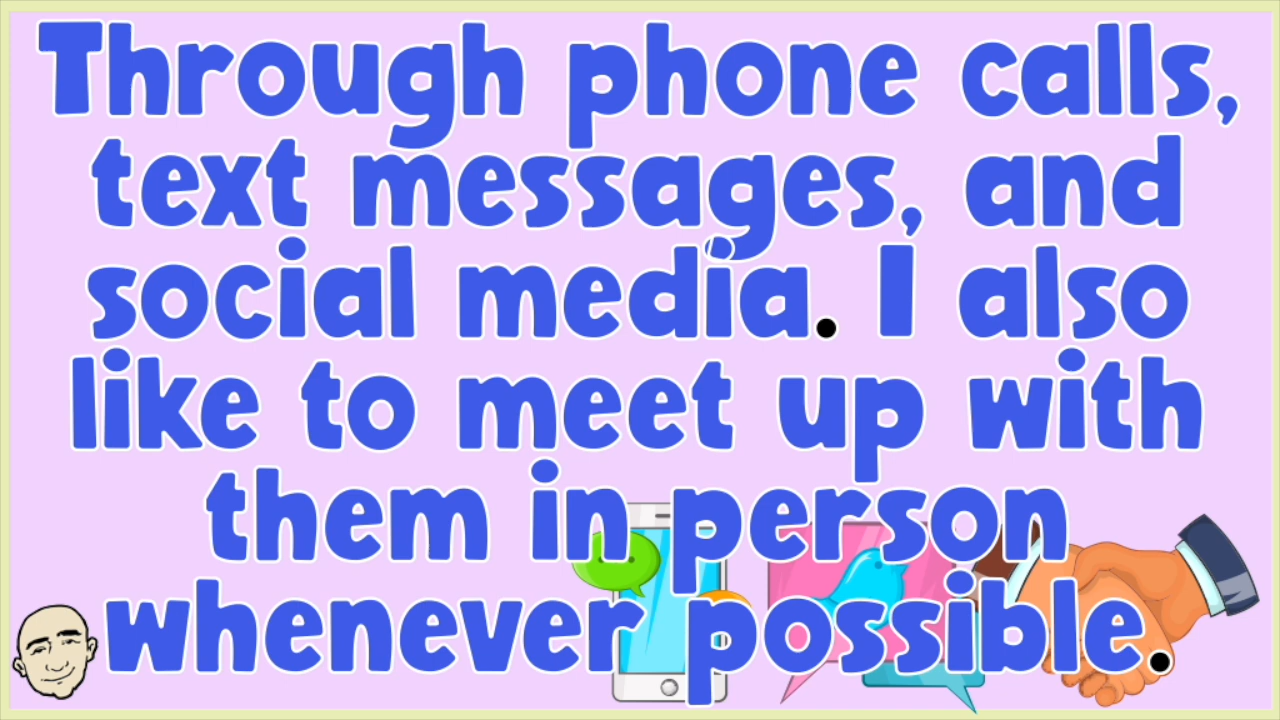 Through phone calls,
text messages, and
social media. I also
like to meet up with
them in person
whenever possible.